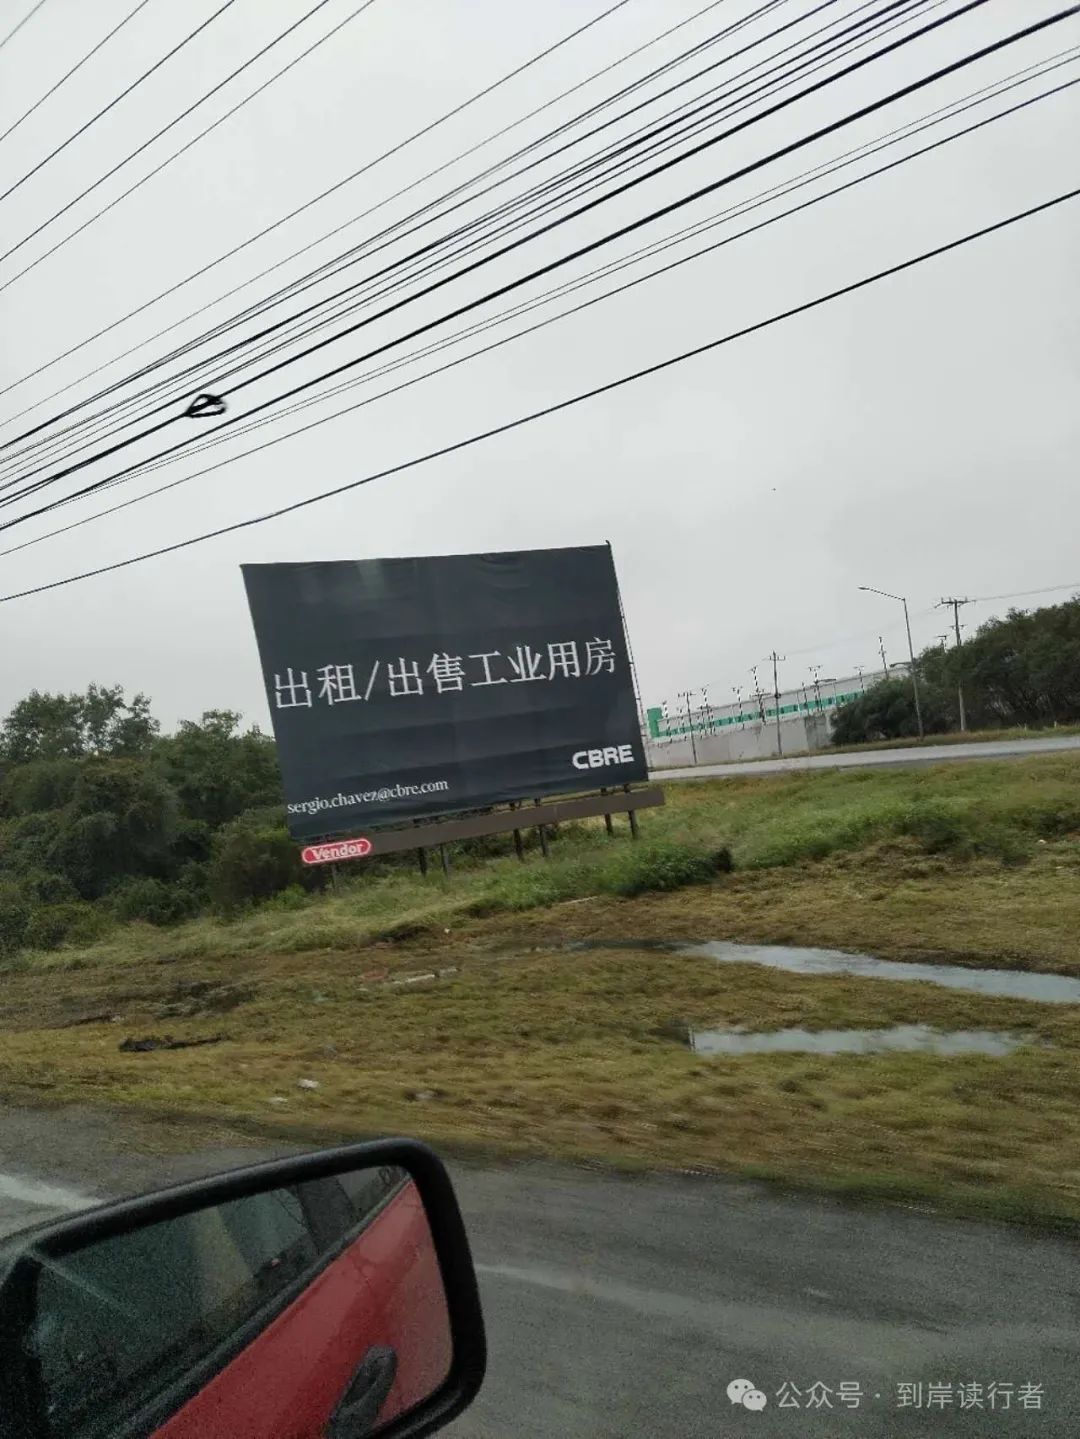 出租/出售工业用房
CBRE
sergio.chavez@cbre.com
Vendor
公众号 · 到岸读行者